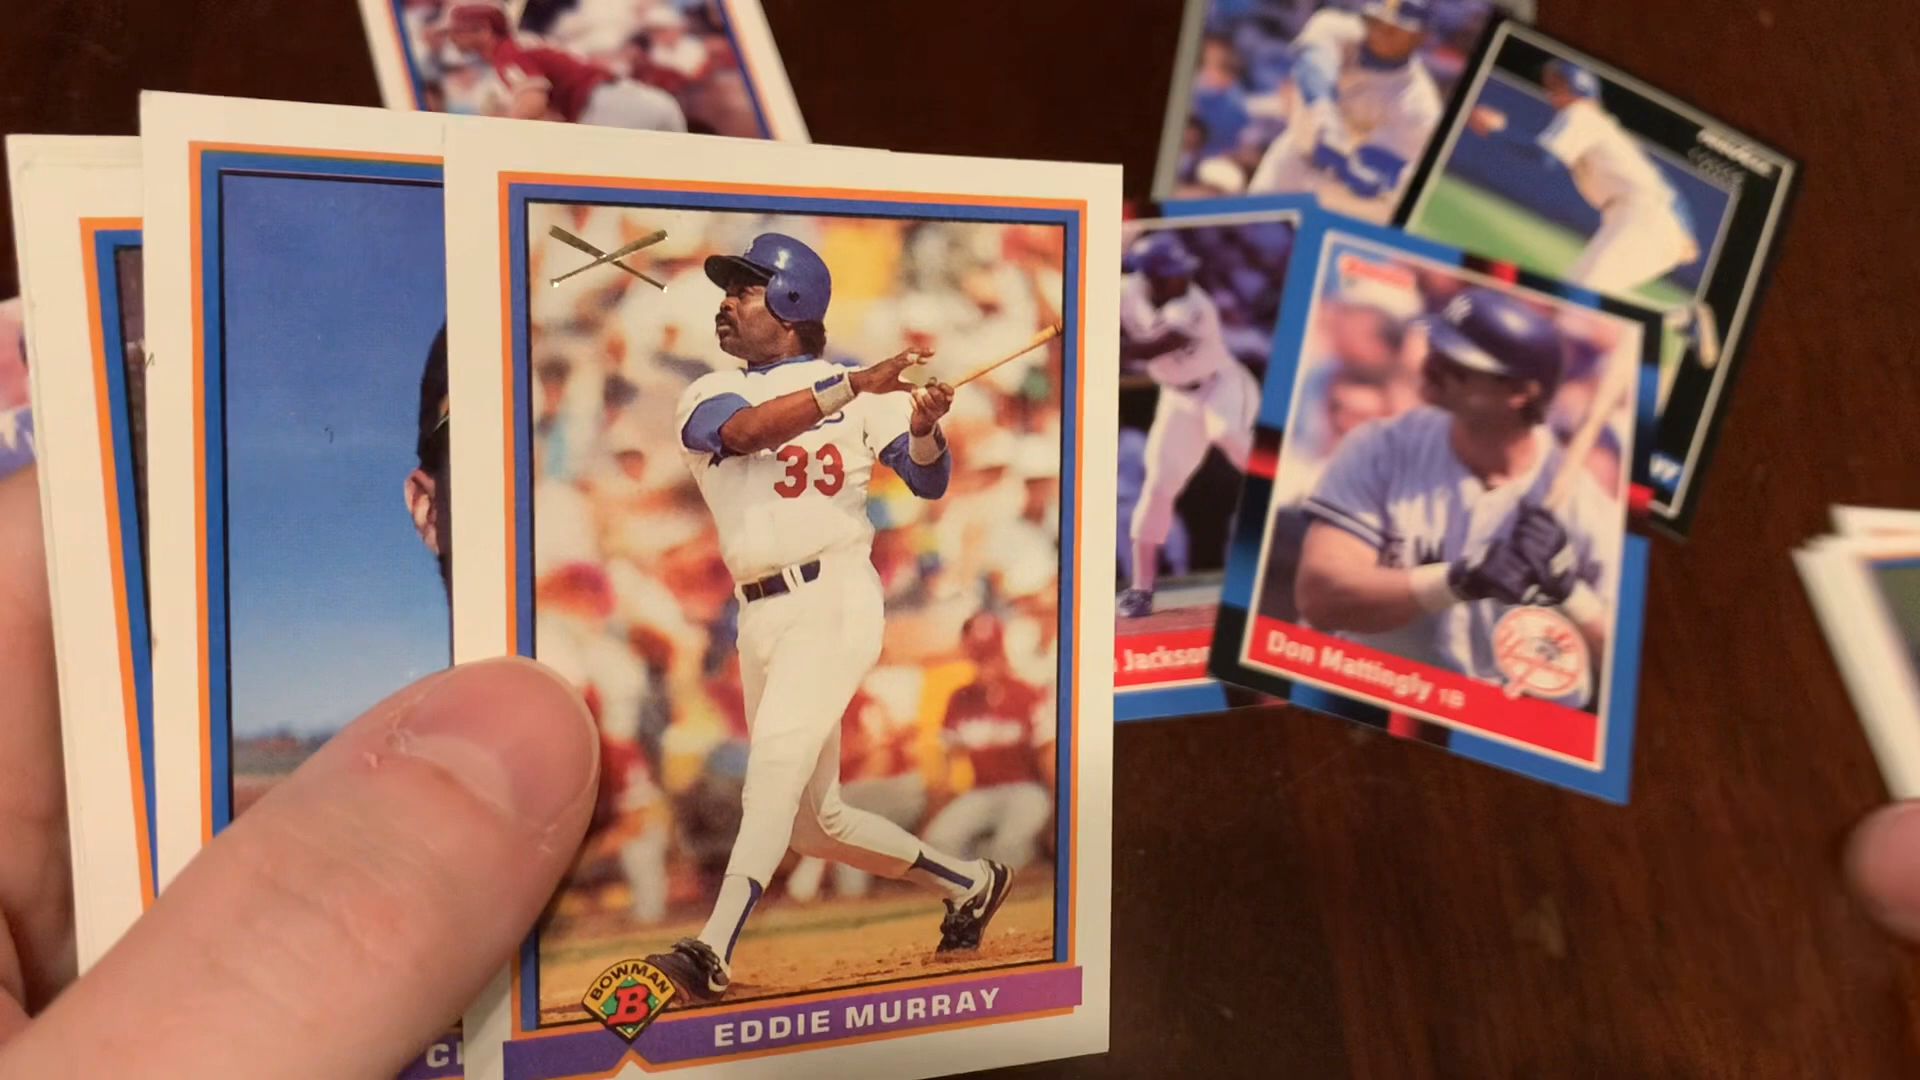 33
BOWMAN
B
EDDIE MURRAY
Jackson
Don Mattingly 1B